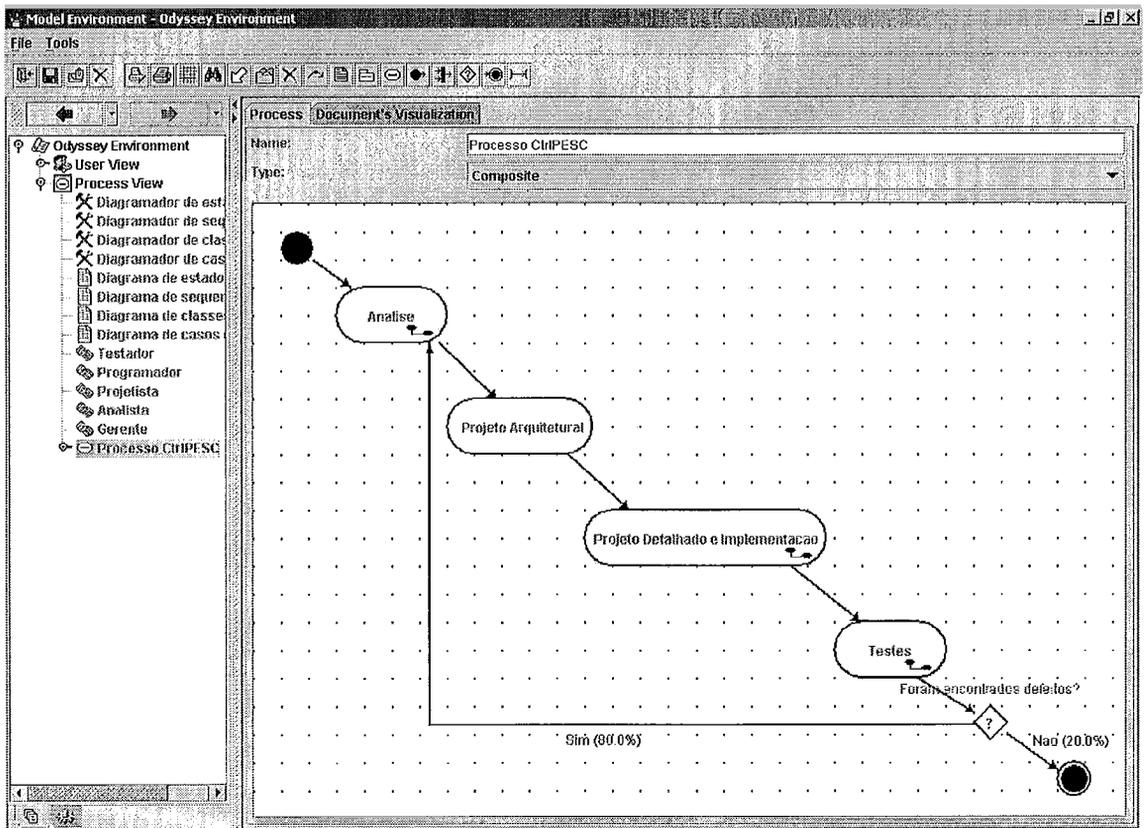 Model Environment - Odyssey Environment
File Tools
Process Document's Visualization
Name: Processo CtrlPESC
Type: Composite
Odyssey Environment
User View
Process View
Diagramador de est
Diagramador de seq
Diagramador de clas
Diagramador de cas
Diagrama de estado
Diagrama de sequen
Diagrama de classe
Diagrama de casos
Testador
Programador
Projetista
Analista
Gerente
Processo CtrlPESC
Analise
Projeto Arquitetural
Projeto Detalhado e Implementacao
Testes
Foram encontrados defeitos?
?
Sim (80.0%)
Nao (20.0%)